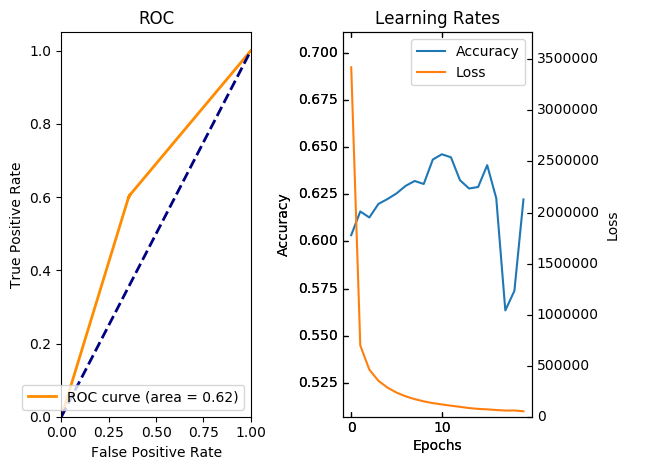 ROC
1.0
0.8
0.6
0.4
0.2
0.0
0.00 0.25 0.50 0.75 1.00
True Positive Rate
False Positive Rate
ROC curve (area = 0.62)
Learning Rates
Accuracy
Loss
0.700
0.675
0.650
0.625
0.600
0.575
0.550
0.525
Accuracy
0 10
Epochs
3500000
3000000
2500000
2000000
1500000
1000000
500000
0
Loss